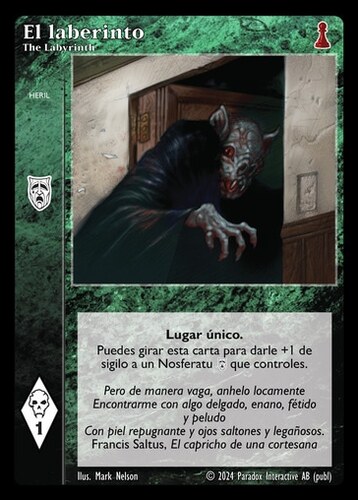 El laberinto
The Labyrinth
HERIL
Lugar único.
Puedes girar esta carta para darle +1 de
sigilo a un Nosferatu que controles.
Pero de manera vaga, anhelo locamente
Encontrarme con algo delgado, enano, fétido
y peludo
Con piel repugnante y ojos saltones y legañosos.
Francis Saltus, El capricho de una cortesana
1
Illus. Mark Nelson
© 2024 Paradox Interactive AB (publ)